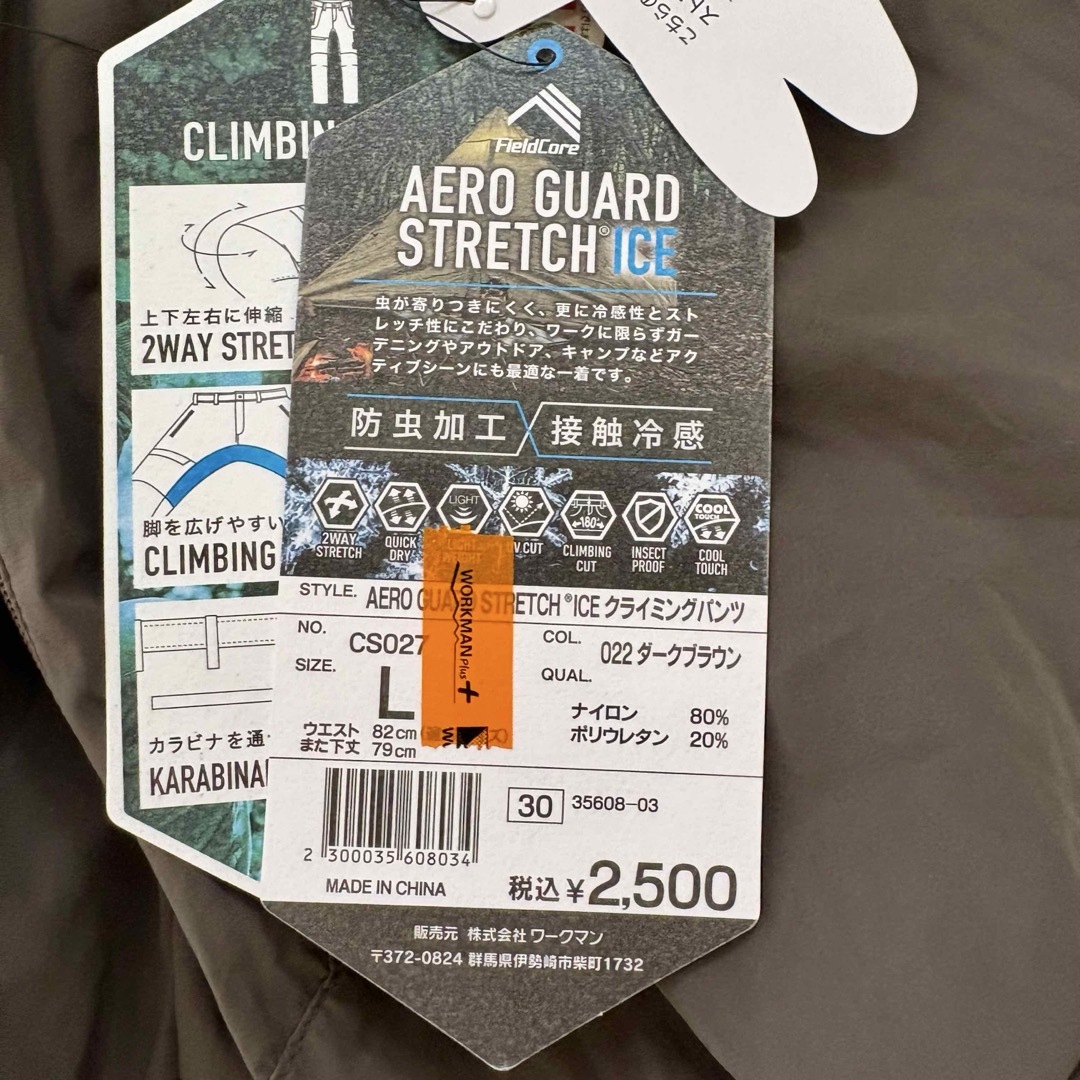 こちらの
スト
CLIMBIN
上下左右に伸縮
2WAY STRET
脚を広げやすい
CLIMBING
カラビナを通
KARABINA
FieldCore
AERO GUARD
STRETCH®ICE
虫が寄りつきにくく、更に冷感性とスト
レッチ性にこだわり、ワークに限らずガー
デニングやアウトドア、キャンプなどアク
ティブシーンにも最適な一着です。
防虫加工 接触冷感
LIGHT 180° COOL TOUCH
2WAY STRETCH QUICK DRY UV CUT CLIMBING CUT INSECT PROOF COOL TOUCH
STYLE. AERO GUARD STRETCH®ICE クライミングパンツ
NO. CS027
COL. 022 ダークブラウン
SIZE. L
QUAL.
ナイロン 80%
ポリウレタン 20%
ウエスト 82cm
また下丈 79cm
WORKMAN Plus+
30 35608-03
2 300035 608034
MADE IN CHINA
税込 ¥2,500
販売元 株式会社 ワークマン
〒372-0824 群馬県伊勢崎市柴町1732